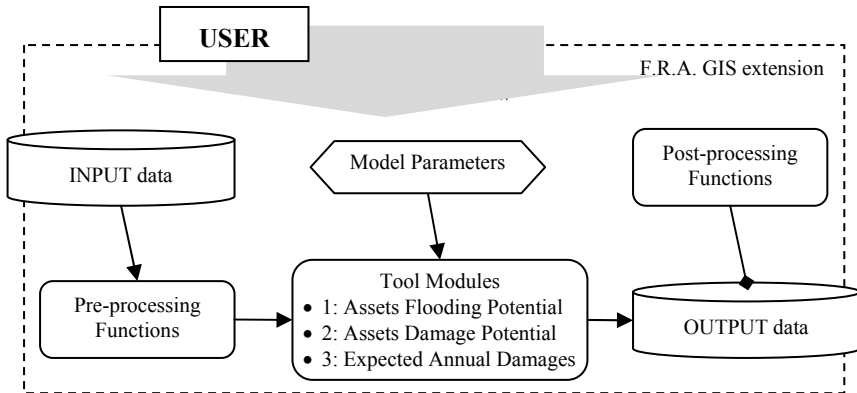 USER
F.R.A. GIS extension
INPUT data
Model Parameters
Post-processing
Functions
Pre-processing
Functions
Tool Modules
• 1: Assets Flooding Potential
• 2: Assets Damage Potential
• 3: Expected Annual Damages
OUTPUT data